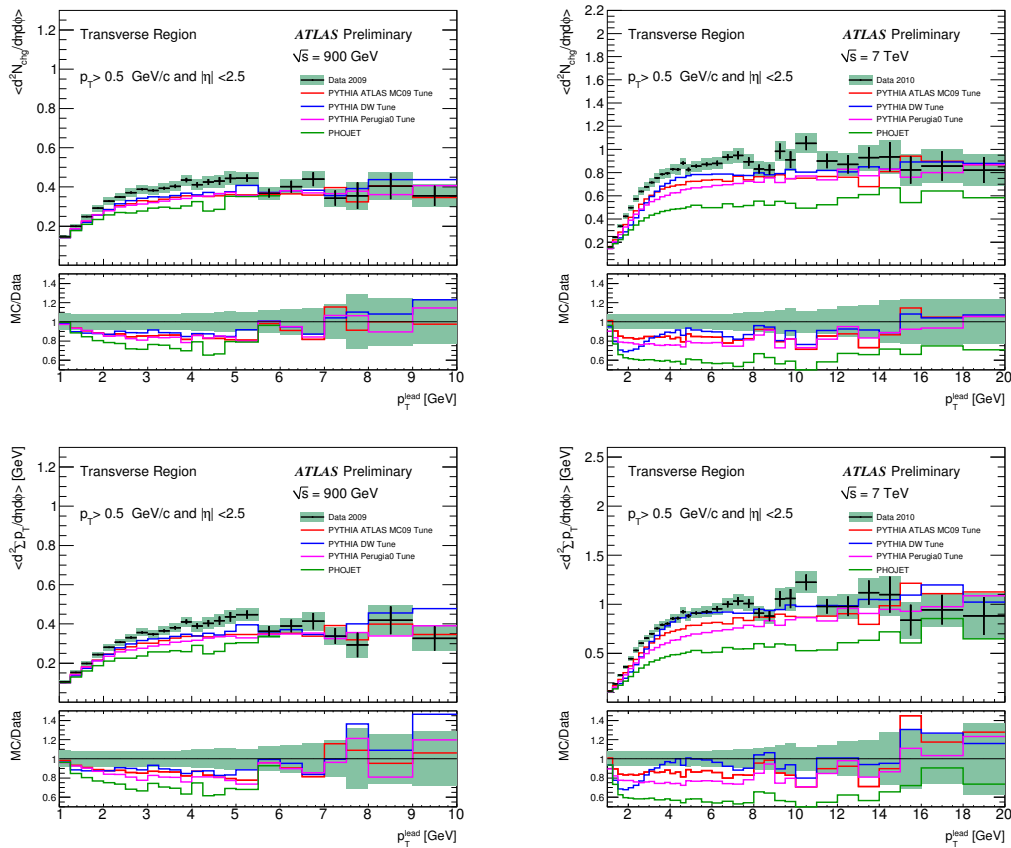 <d²N_chg/dηdφ>
1.2
1
0.8
0.6
0.4
0.2
Transverse Region
ATLAS Preliminary
√s = 900 GeV
p_T > 0.5 GeV/c and |η| <2.5
Data 2009
PYTHIA ATLAS MC09 Tune
PYTHIA DW Tune
PYTHIA Perugia0 Tune
PHOJET
MC/Data
1.4
1.2
1
0.8
0.6
1 2 3 4 5 6 7 8 9 10
p_T^lead [GeV]
<d²N_chg/dηdφ>
2.2
2
1.8
1.6
1.4
1.2
1
0.8
0.6
0.4
0.2
Transverse Region
ATLAS Preliminary
√s = 7 TeV
p_T > 0.5 GeV/c and |η| <2.5
Data 2010
PYTHIA ATLAS MC09 Tune
PYTHIA DW Tune
PYTHIA Perugia0 Tune
PHOJET
MC/Data
1.4
1.2
1
0.8
0.6
2 4 6 8 10 12 14 16 18 20
p_T^lead [GeV]
<d²Σp_T/dηdφ> [GeV]
1.2
1
0.8
0.6
0.4
0.2
Transverse Region
ATLAS Preliminary
√s = 900 GeV
p_T > 0.5 GeV/c and |η| <2.5
Data 2009
PYTHIA ATLAS MC09 Tune
PYTHIA DW Tune
PYTHIA Perugia0 Tune
PHOJET
MC/Data
1.4
1.2
1
0.8
0.6
1 2 3 4 5 6 7 8 9 10
p_T^lead [GeV]
<d²Σp_T/dηdφ> [GeV]
2.5
2
1.5
1
0.5
Transverse Region
ATLAS Preliminary
√s = 7 TeV
p_T > 0.5 GeV/c and |η| <2.5
Data 2010
PYTHIA ATLAS MC09 Tune
PYTHIA DW Tune
PYTHIA Perugia0 Tune
PHOJET
MC/Data
1.4
1.2
1
0.8
0.6
2 4 6 8 10 12 14 16 18 20
p_T^lead [GeV]